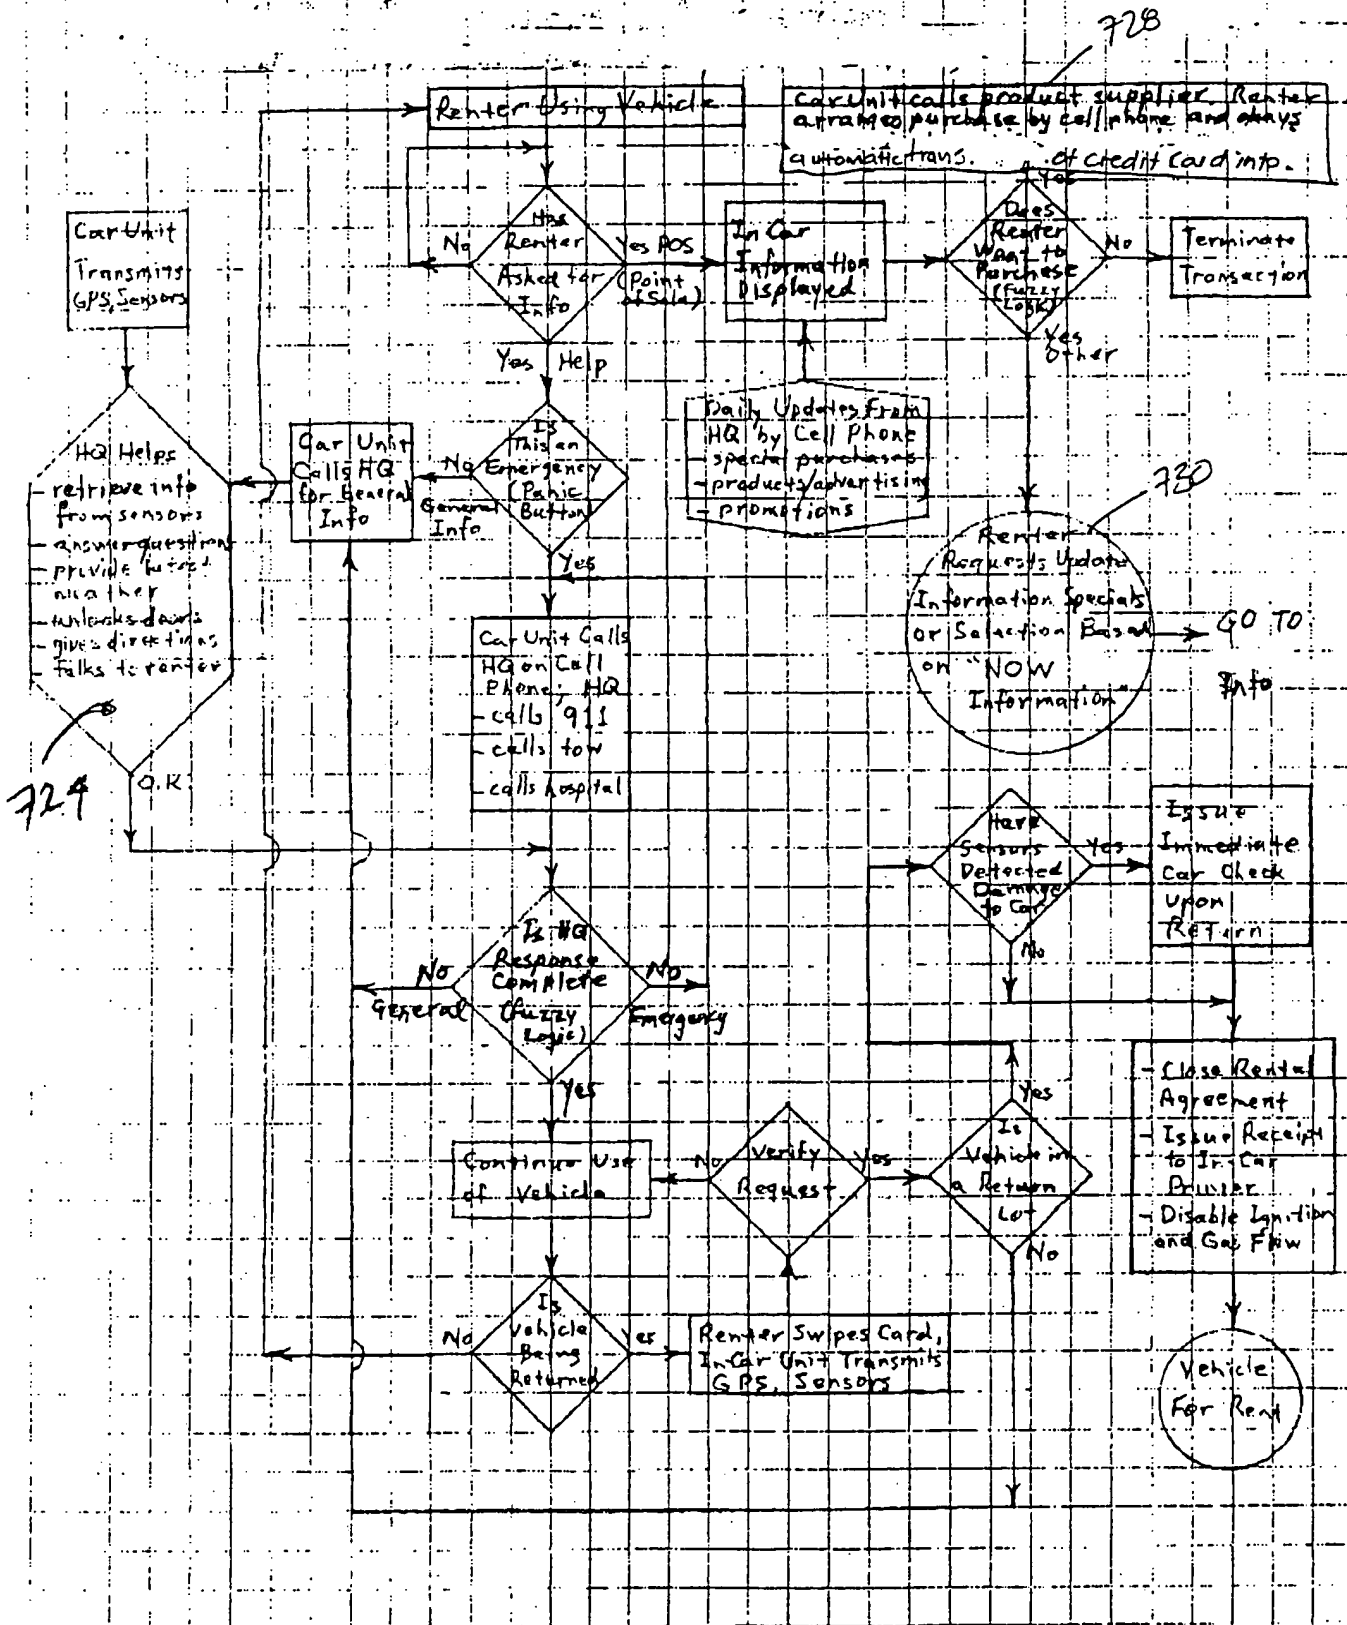 728
Renter Using Vehicle
Car Unit calls product supplier. Renter
arranges purchase by cell phone and okays
automatic trans. of credit card info.
Yes
Car Unit
Transmits
GPS, Sensors
Has
Renter
Asked for
Info
No
Yes POS
(Point
of Sale)
Yes Help
In Car
Information
Displayed
Does
Renter
Want to
Purchase
(Fuzzy
Logic)
No
Yes
Other
Terminate
Transaction
HQ Helps
- retrieve info
from sensors
- answer question
- provide
- unlocks doors
- gives directions
- talks to renter
724
O.K
Car Unit
Calls HQ
for General
Info
No
General
Info
Is
This an
Emergency
(Panic
Button)
Yes
Daily Updates From
HQ by Cell Phone
- special purchases
- products/advertising
- promotions
730
Renter
Requests Update
Information Specials
or Selection Based
on "NOW
Information"
GO TO
Info
Car Unit Calls
HQ on Cell
Phone; HQ
- calls 911
- calls tow
- calls hospital
Have
Sensors
Detected
Damage
to Car
Yes
No
Issue
Immediate
Car Check
Upon
Return
Is HQ
Response
Complete
(Fuzzy
Logic)
No
General
No
Emergency
Yes
Continue Use
of Vehicle
No
Verify
Request
Yes
Yes
Is
Vehicle in
a Return
Lot
No
- Close Rental
Agreement
- Issue Receipt
to In-Car
Printer
- Disable Ignition
and Gas Flow
Is
Vehicle
Being
Returned
No
Yes
Renter Swipes Card,
In-Car Unit Transmits
GPS, Sensors
Vehicle
For Rent